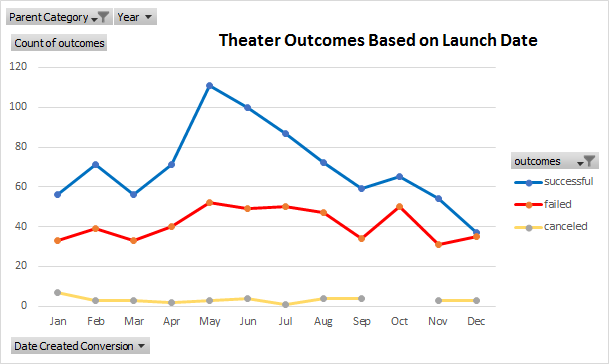 Parent Category Year
Count of outcomes
Theater Outcomes Based on Launch Date
120
100
80
60
40
20
0
Jan Feb Mar Apr May Jun Jul Aug Sep Oct Nov Dec
outcomes
successful
failed
canceled
Date Created Conversion